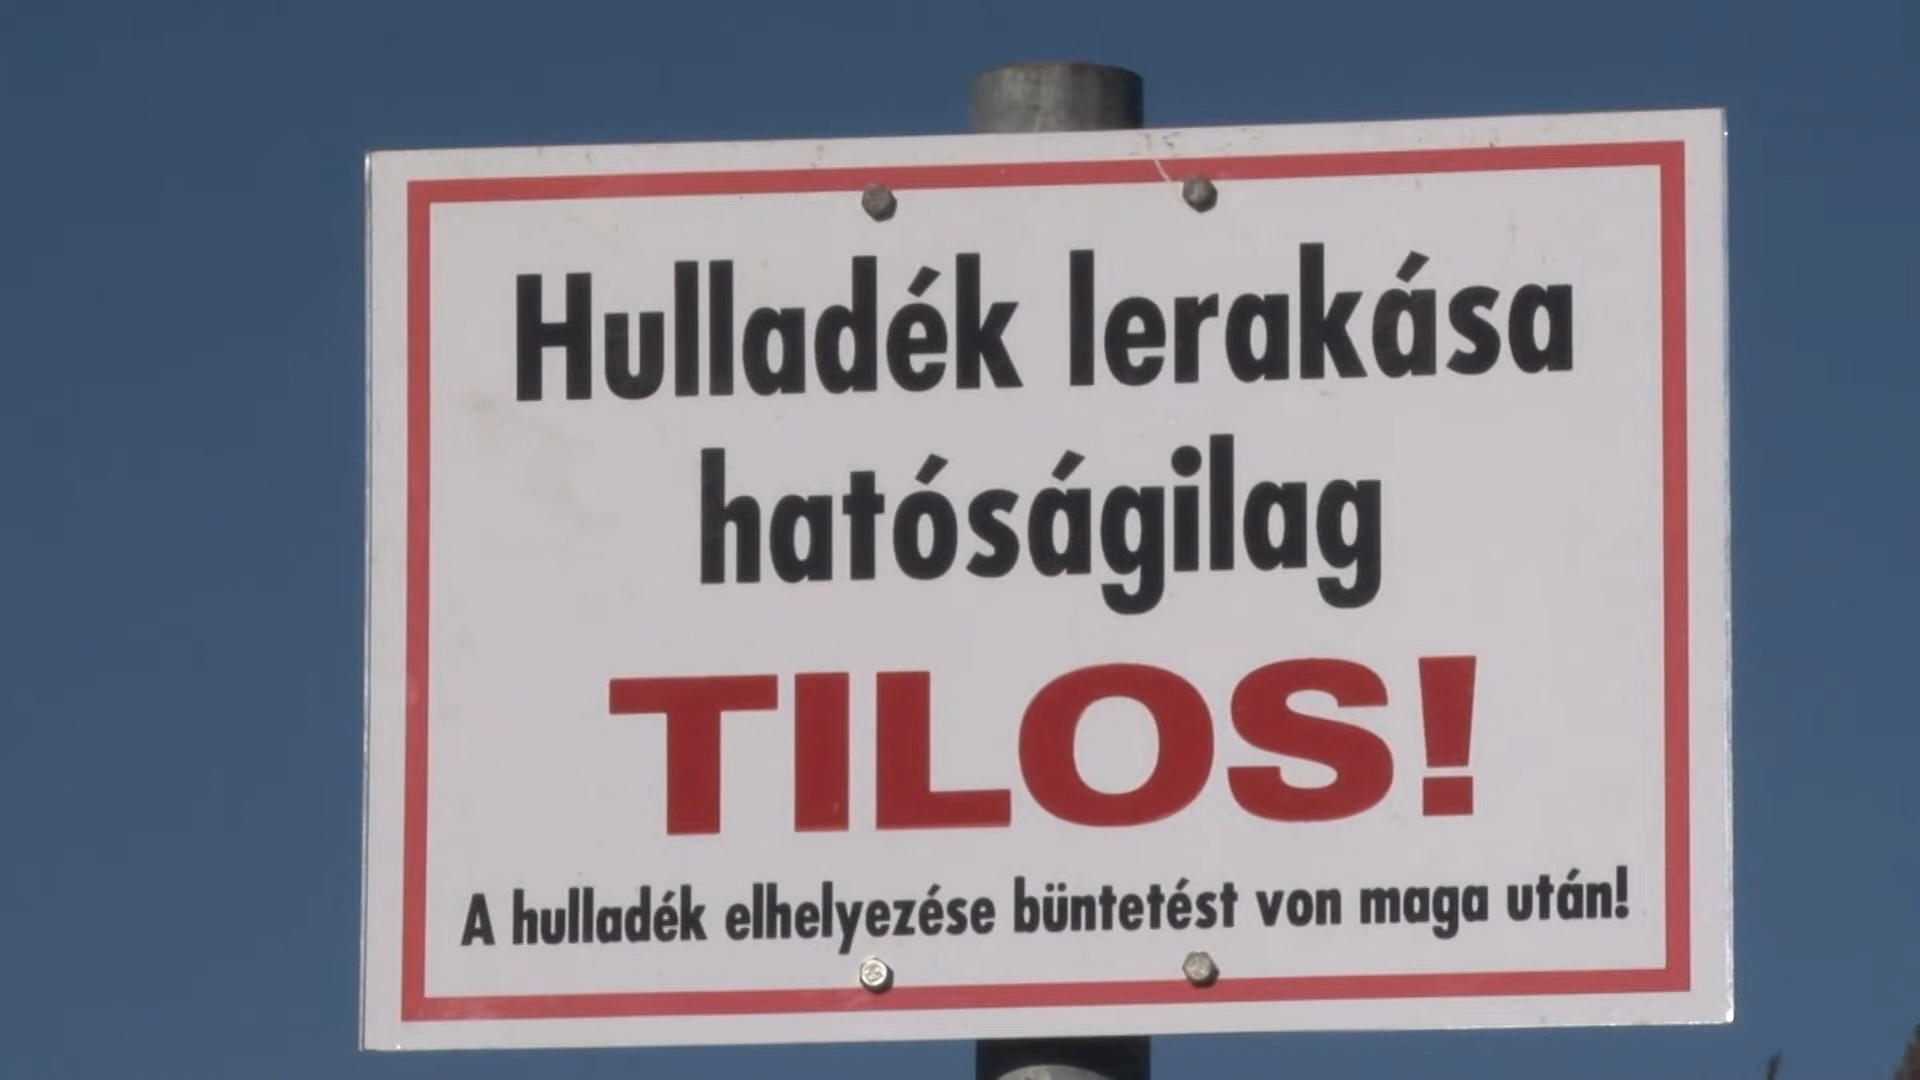 Hulladék lerakása
hatóságilag
TILOS!
A hulladék elhelyezése büntetést von maga után!